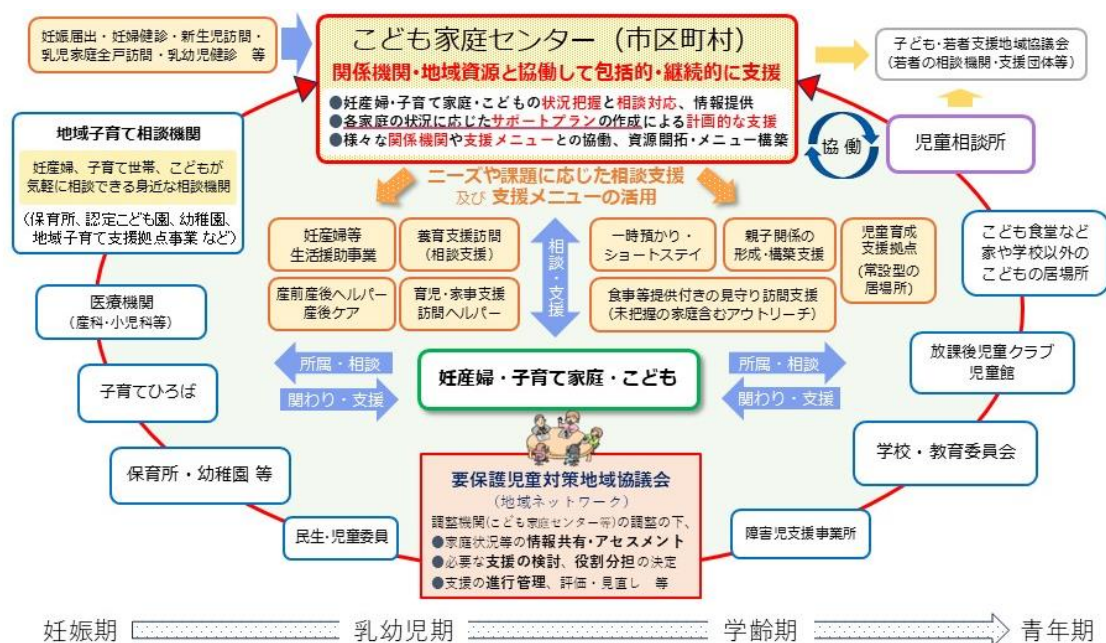 妊娠届出・妊婦健診・新生児訪問・
乳児家庭全戸訪問・乳幼児健診 等
こども家庭センター（市区町村）
関係機関・地域資源と協働して包括的・継続的に支援
●妊産婦・子育て家庭・こどもの状況把握と相談対応、情報提供
●各家庭の状況に応じたサポートプランの作成による計画的な支援
●様々な関係機関や支援メニューとの協働、資源開拓・メニュー構築
子ども・若者支援地域協議会
（若者の相談機関・支援団体等）
協働
児童相談所
地域子育て相談機関
妊産婦、子育て世帯、こどもが
気軽に相談できる身近な相談機関
（保育所、認定こども園、幼稚園、
地域子育て支援拠点事業 など）
ニーズや課題に応じた相談支援
及び 支援メニューの活用
妊産婦等
生活援助事業
養育支援訪問
（相談支援）
産前産後ヘルパー
産後ケア
育児・家事支援
訪問ヘルパー
相談・支援
一時預かり・
ショートステイ
親子関係の
形成・構築支援
児童育成
支援拠点
（常設型の
居場所）
食事等提供付きの見守り訪問支援
（未把握の家庭含むアウトリーチ）
こども食堂など
家や学校以外の
こどもの居場所
医療機関
（産科・小児科等）
所属・相談
関わり・支援
妊産婦・子育て家庭・こども
所属・相談
関わり・支援
放課後児童クラブ
児童館
子育てひろば
学校・教育委員会
保育所・幼稚園 等
民生・児童委員
障害児支援事業所
要保護児童対策地域協議会
（地域ネットワーク）
調整機関(こども家庭センター等)の調整の下、
●家庭状況等の情報共有・アセスメント
●必要な支援の検討、役割分担の決定
●支援の進行管理、評価・見直し 等
妊娠期
乳幼児期
学齢期
青年期